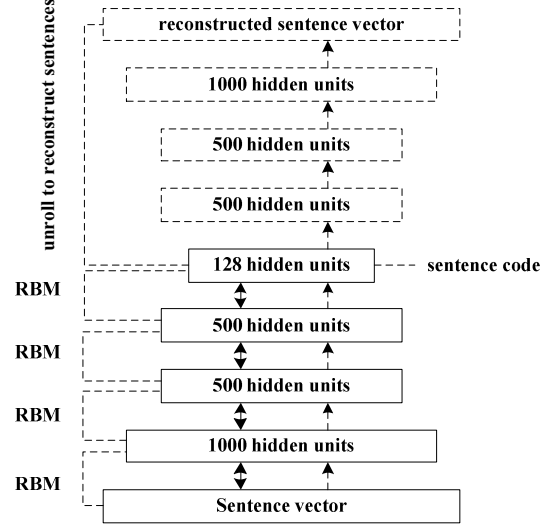 unroll to reconstruct sentences
reconstructed sentence vector
1000 hidden units
500 hidden units
500 hidden units
128 hidden units
sentence code
RBM
500 hidden units
RBM
500 hidden units
RBM
1000 hidden units
RBM
Sentence vector